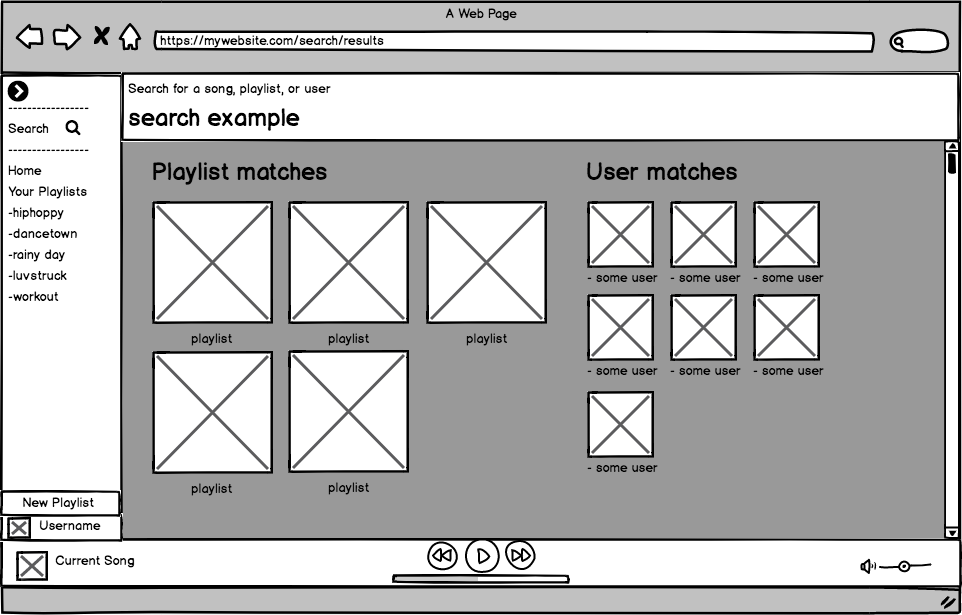 A Web Page
https://mywebsite.com/search/results
Search for a song, playlist, or user
search example
Search
Home
Your Playlists
-hiphoppy
-dancetown
-rainy day
-luvstruck
-workout
New Playlist
Username
Playlist matches
playlist playlist playlist
playlist playlist
User matches
- some user - some user - some user
- some user - some user - some user
- some user
Current Song